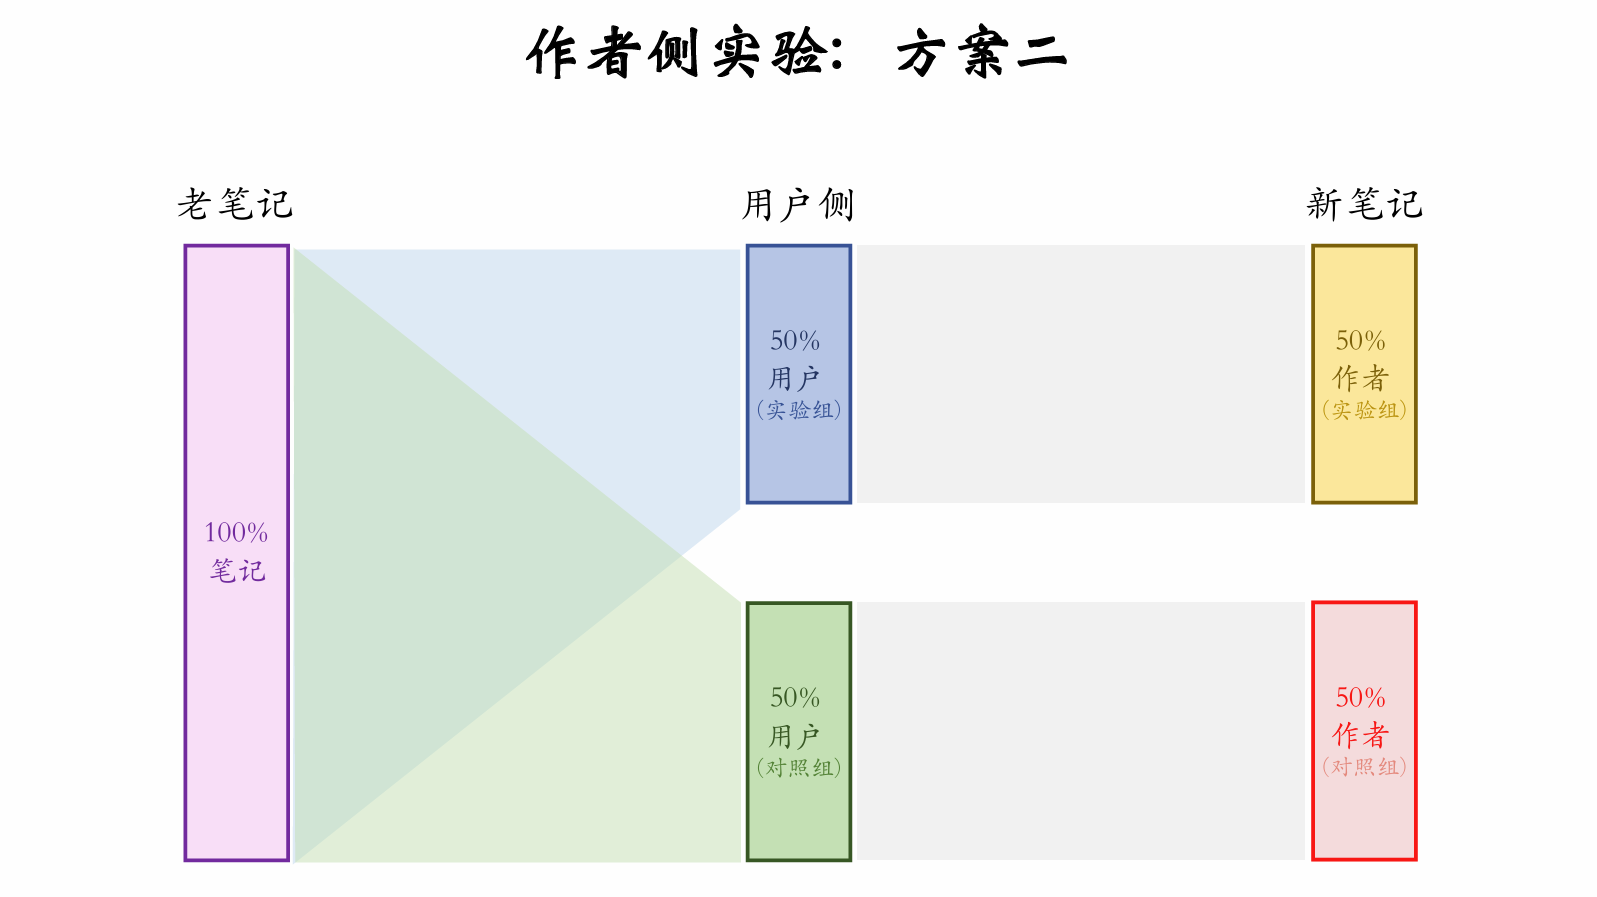 作者侧实验：方案二
老笔记
用户侧
新笔记
100%
笔记
50%
用户
(实验组)
50%
用户
(对照组)
50%
作者
(实验组)
50%
作者
(对照组)